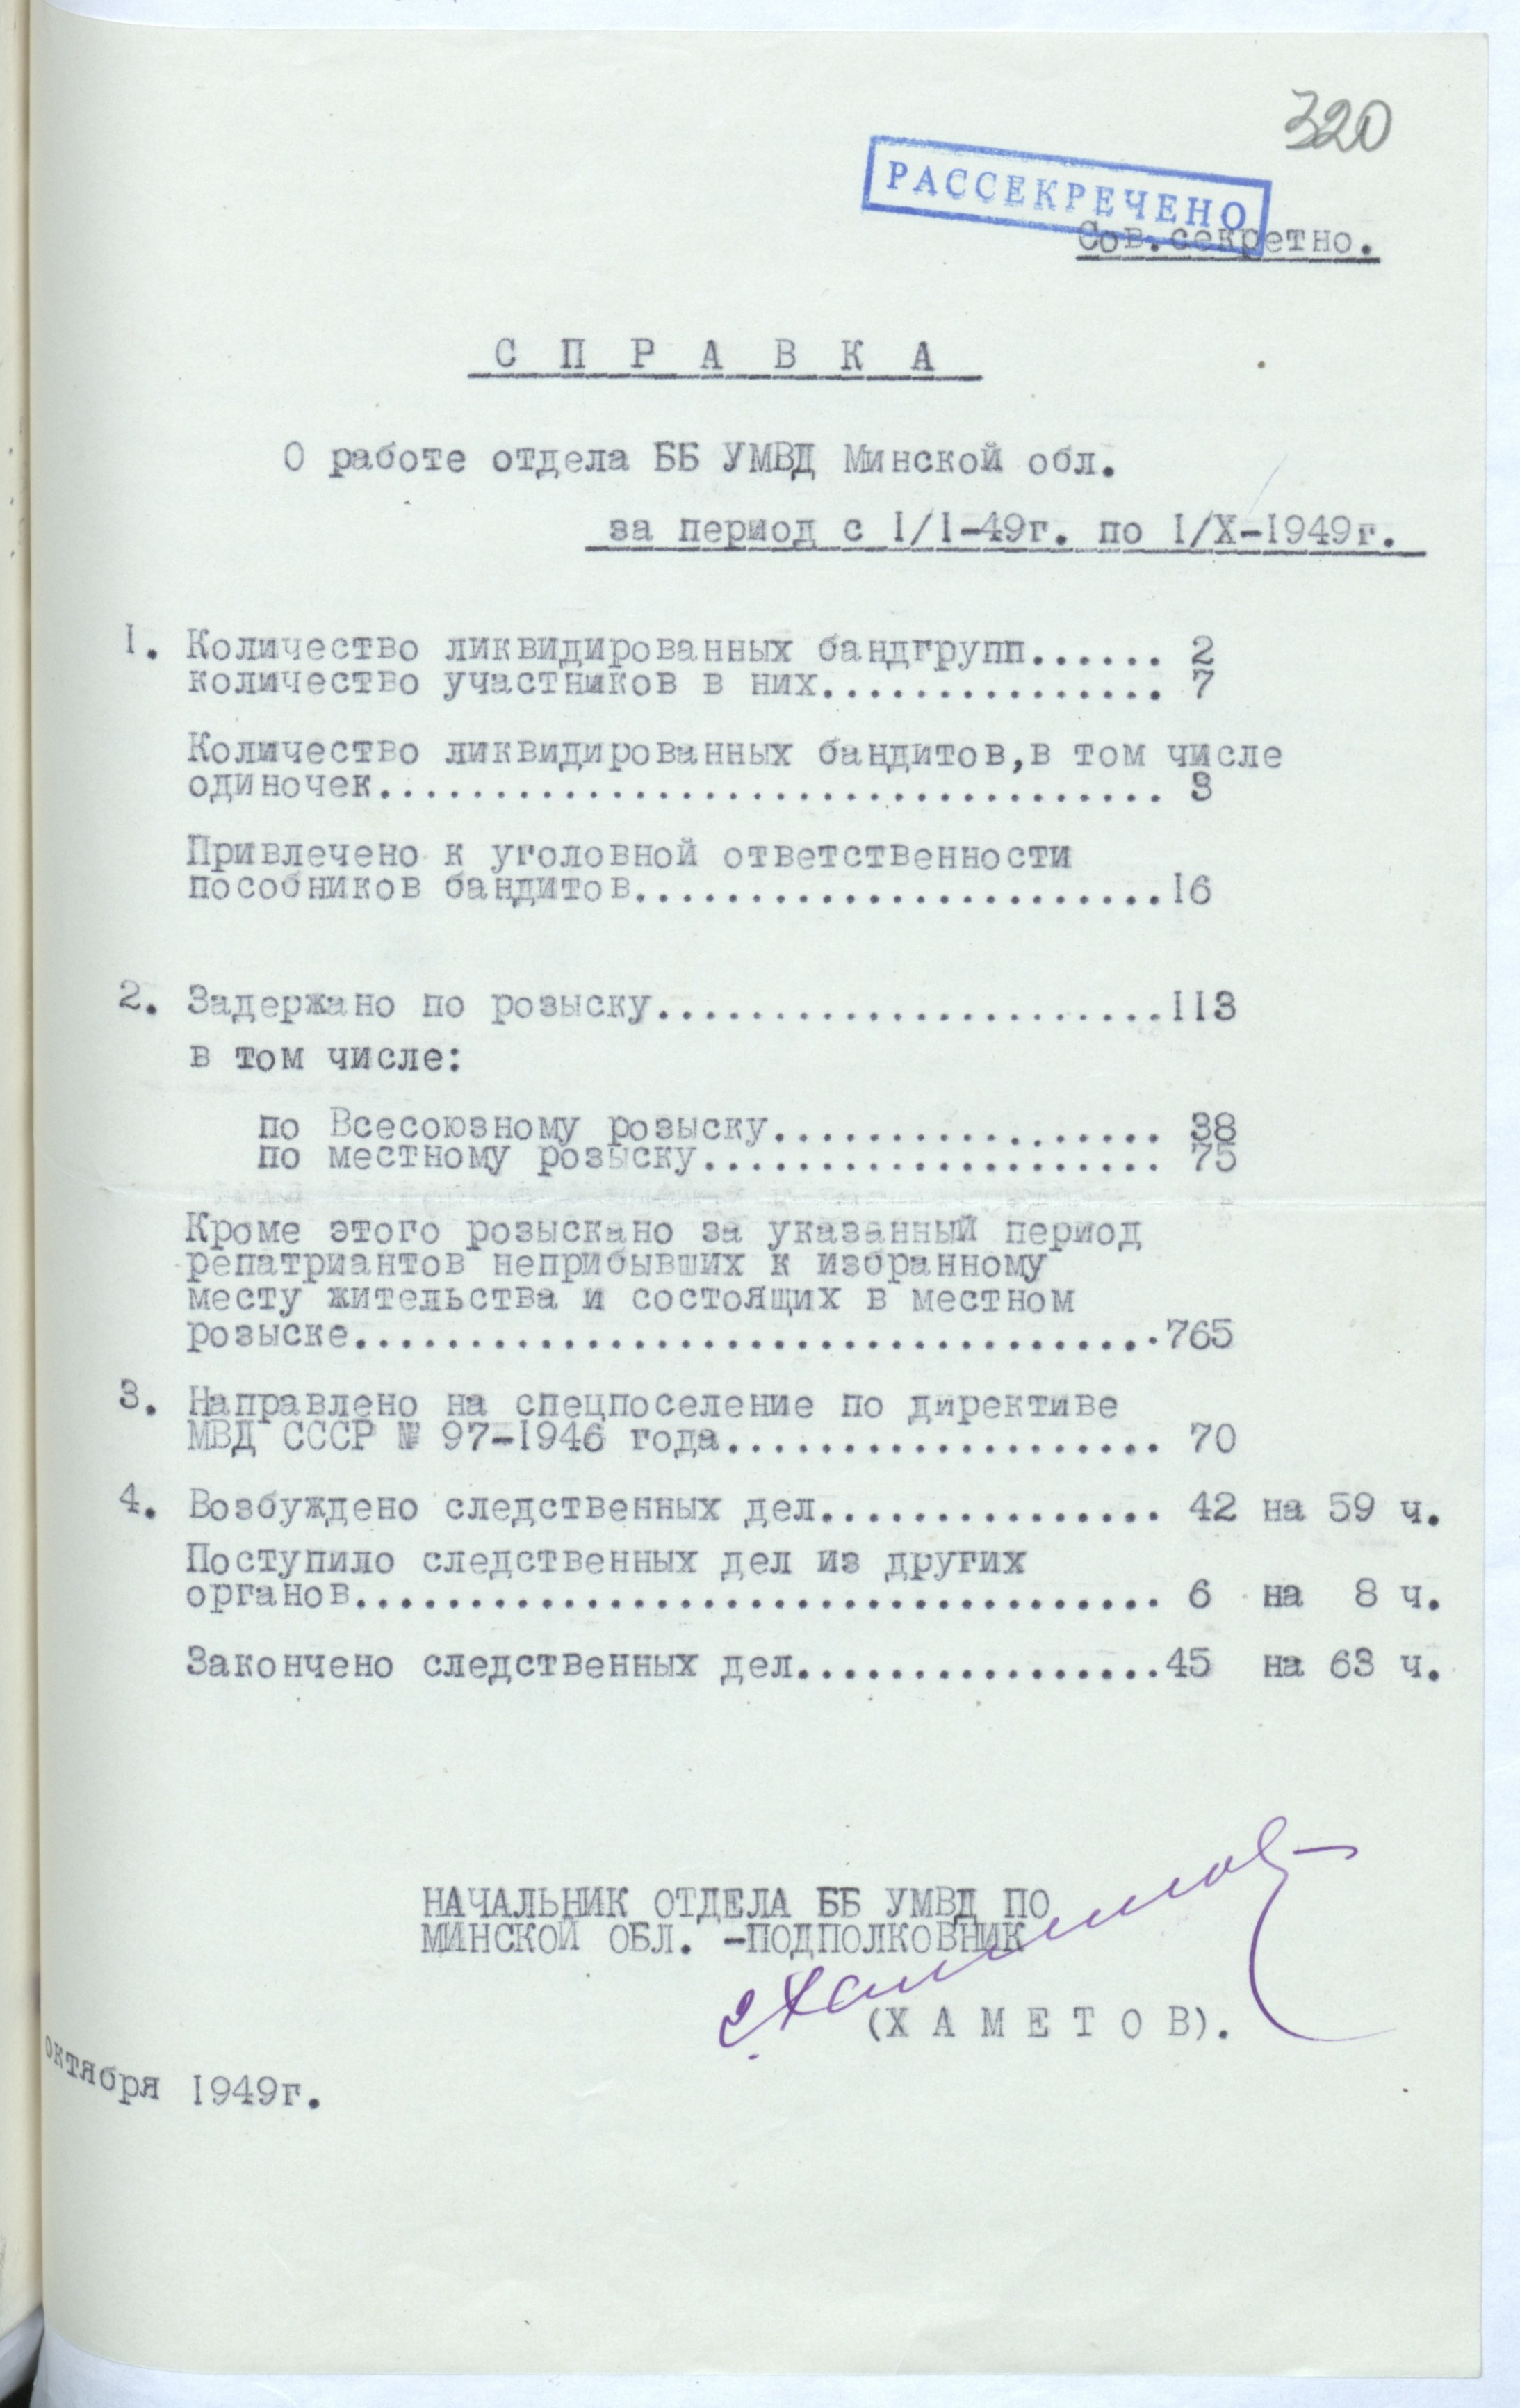 320
РАССЕКРЕЧЕНО
Сов.секретно.
С П Р А В К А
О работе отдела ББ УМВД Минской обл.
за период с 1/1-49г. по 1/Х-1949г.
1. Количество ликвидированных бандгрупп...... 2
количество участников в них............... 7
Количество ликвидированных бандитов,в том числе
одиночек.................................. 8
Привлечено к уголовной ответственности
пособников бандитов.......................16
2. Задержано по розыску......................113
в том числе:
по Всесоюзному розыску................. 38
по местному розыску.................... 75
Кроме этого розыскано за указанный период
репатриантов неприбывших к избранному
месту жительства и состоящих в местном
розыске...................................765
3. Направлено на спецпоселение по директиве
МВД СССР № 97-1946 года................... 70
4. Возбуждено следственных дел............... 42 на 59 ч.
Поступило следственных дел из других
органов................................... 6 на 8 ч.
Закончено следственных дел................45 на 63 ч.
НАЧАЛЬНИК ОТДЕЛА ББ УМВД ПО
МИНСКОЙ ОБЛ. -ПОДПОЛКОВНИК
(Х А М Е Т О В).
октября 1949г.